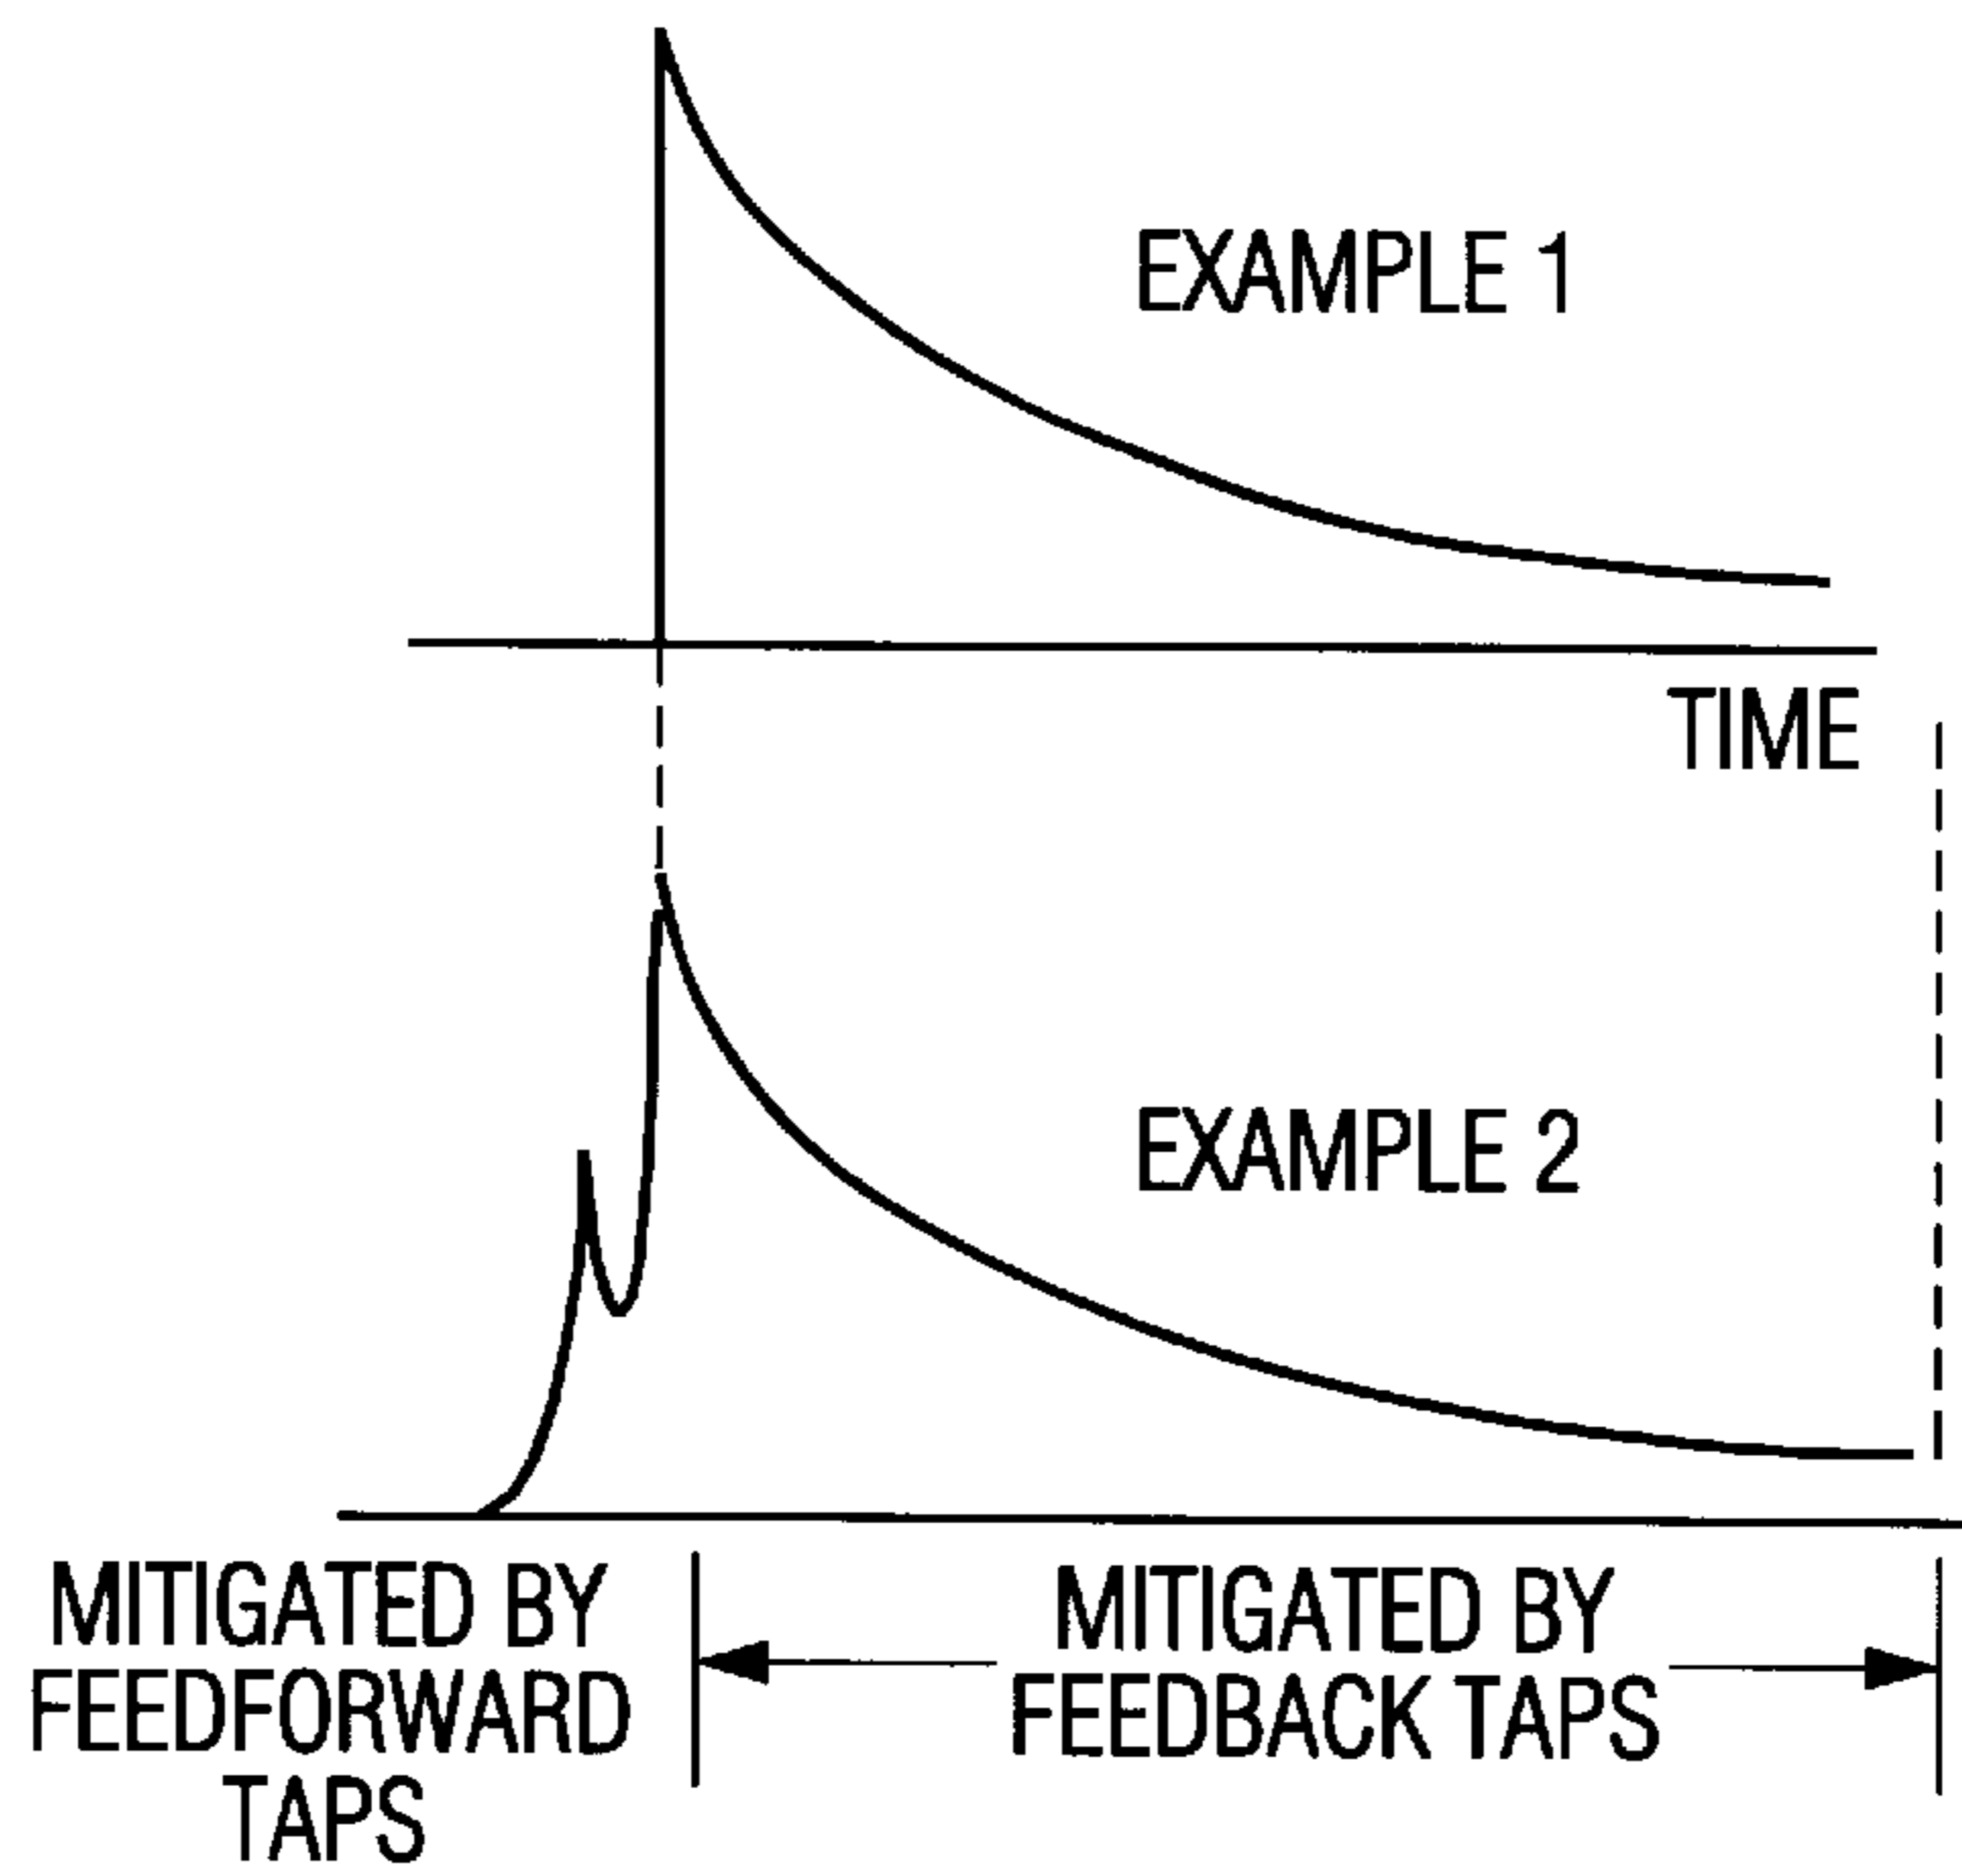 EXAMPLE 1
TIME
EXAMPLE 2
MITIGATED BY
FEEDFORWARD
TAPS
MITIGATED BY
FEEDBACK TAPS